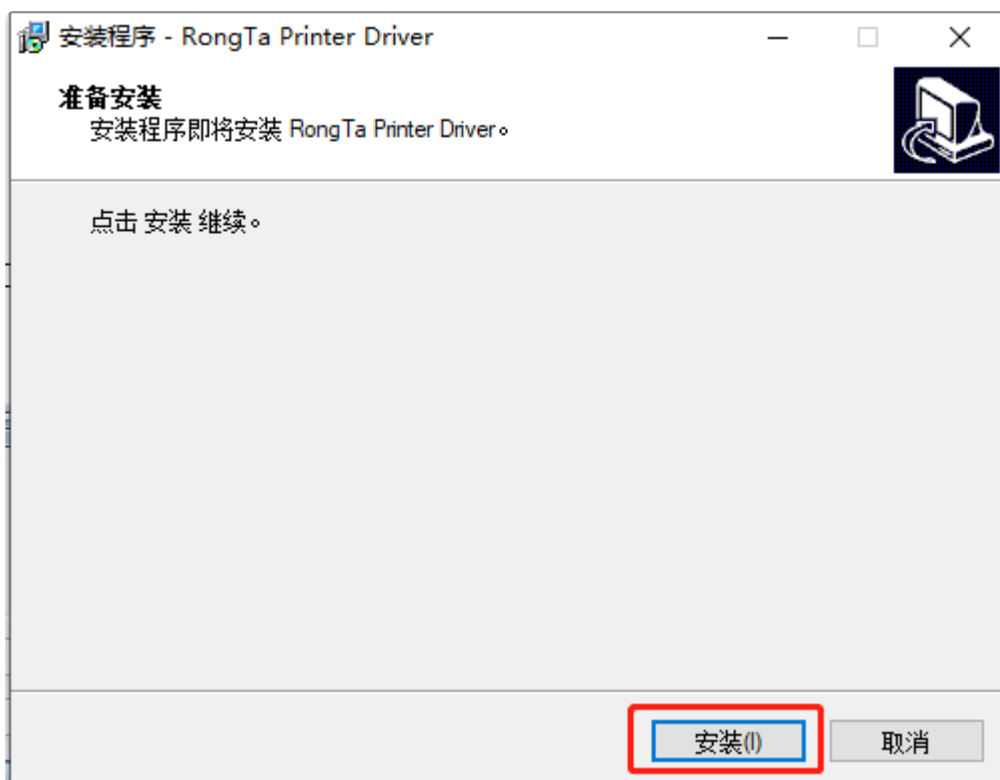 安装程序 - RongTa Printer Driver
准备安装
安装程序即将安装 RongTa Printer Driver。
点击 安装 继续。
安装(I)
取消